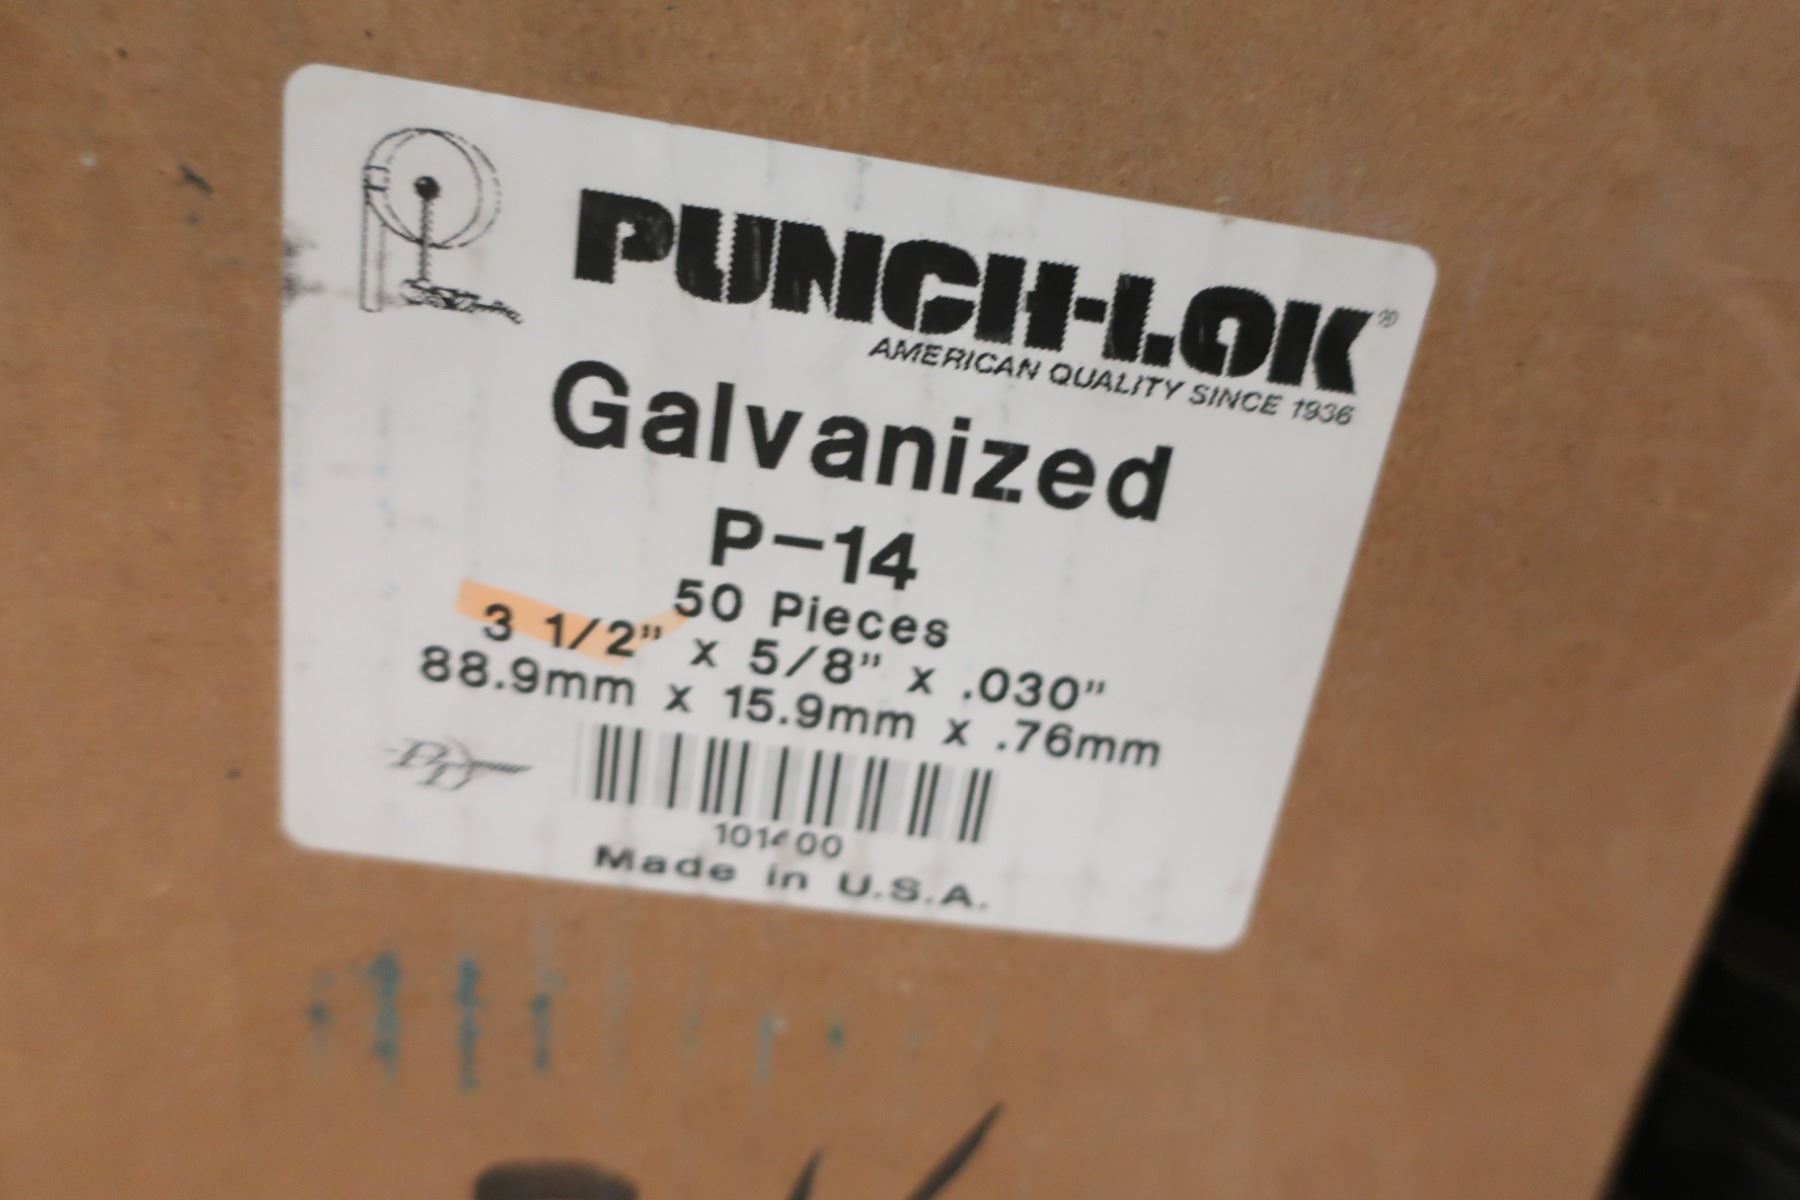 PUNCH-LOK®
AMERICAN QUALITY SINCE 1936
Galvanized
P-14
50 Pieces
3 1/2" x 5/8" x .030"
88.9mm x 15.9mm x .76mm
101400
Made in U.S.A.